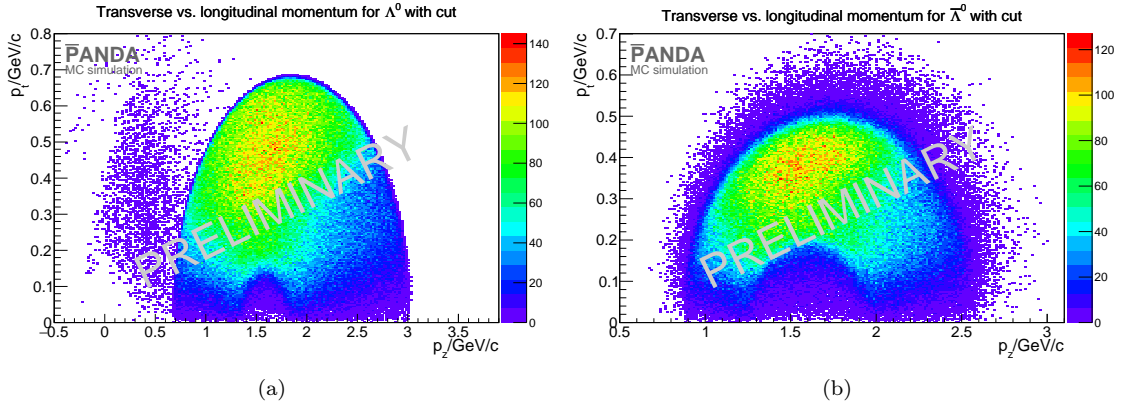 Transverse vs. longitudinal momentum for Λ⁰ with cut
p_t/GeV/c
0.8
0.7
0.6
0.5
0.4
0.3
0.2
0.1
0
P̅ANDA
MC simulation
PRELIMINARY
−0.5 0 0.5 1 1.5 2 2.5 3 3.5
p_z/GeV/c
140
120
100
80
60
40
20
0
(a)
Transverse vs. longitudinal momentum for Λ̅⁰ with cut
p_t/GeV/c
0.7
0.6
0.5
0.4
0.3
0.2
0.1
0
P̅ANDA
MC simulation
PRELIMINARY
0.5 1 1.5 2 2.5 3
p_z/GeV/c
120
100
80
60
40
20
0
(b)